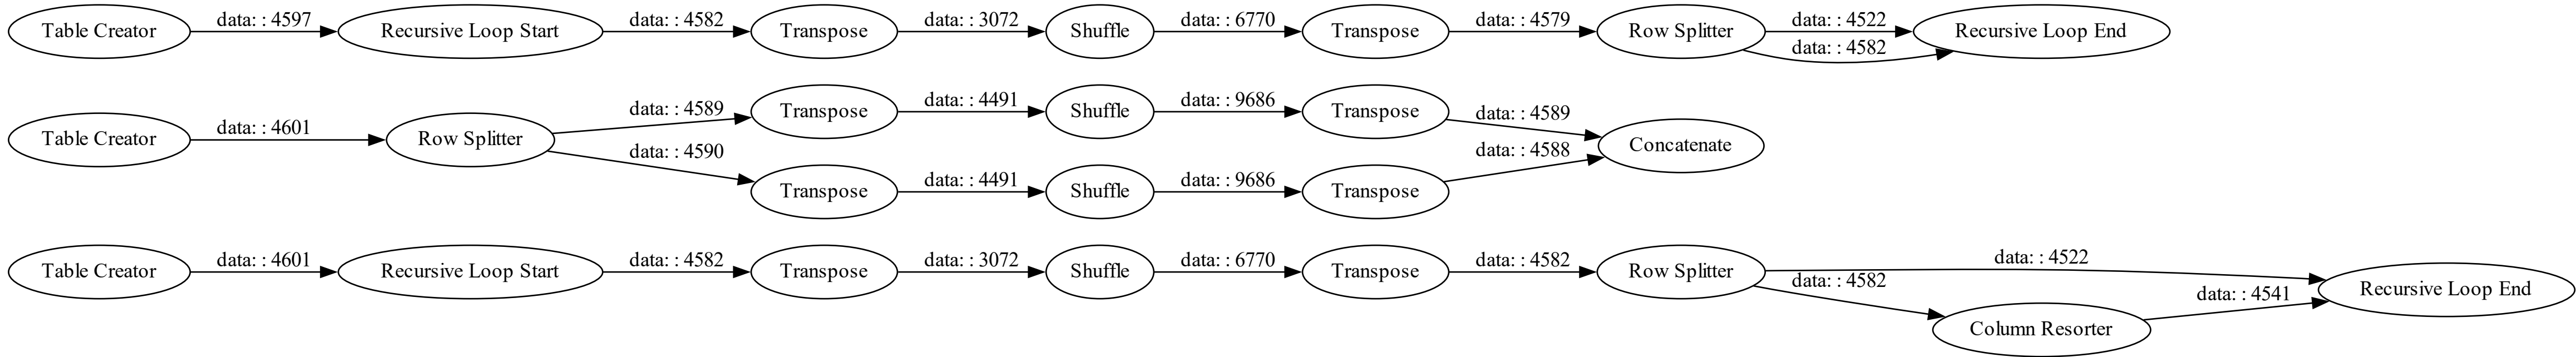 Table Creator data: : 4597 Recursive Loop Start data: : 4582 Transpose data: : 3072 Shuffle data: : 6770 Transpose data: : 4579 Row Splitter data: : 4522 Recursive Loop End
data: : 4582
data: : 4589 Transpose data: : 4491 Shuffle data: : 9686 Transpose data: : 4589
Table Creator data: : 4601 Row Splitter Concatenate
data: : 4590 Transpose data: : 4491 Shuffle data: : 9686 Transpose data: : 4588
Table Creator data: : 4601 Recursive Loop Start data: : 4582 Transpose data: : 3072 Shuffle data: : 6770 Transpose data: : 4582 Row Splitter data: : 4522 Recursive Loop End
data: : 4582 Column Resorter data: : 4541